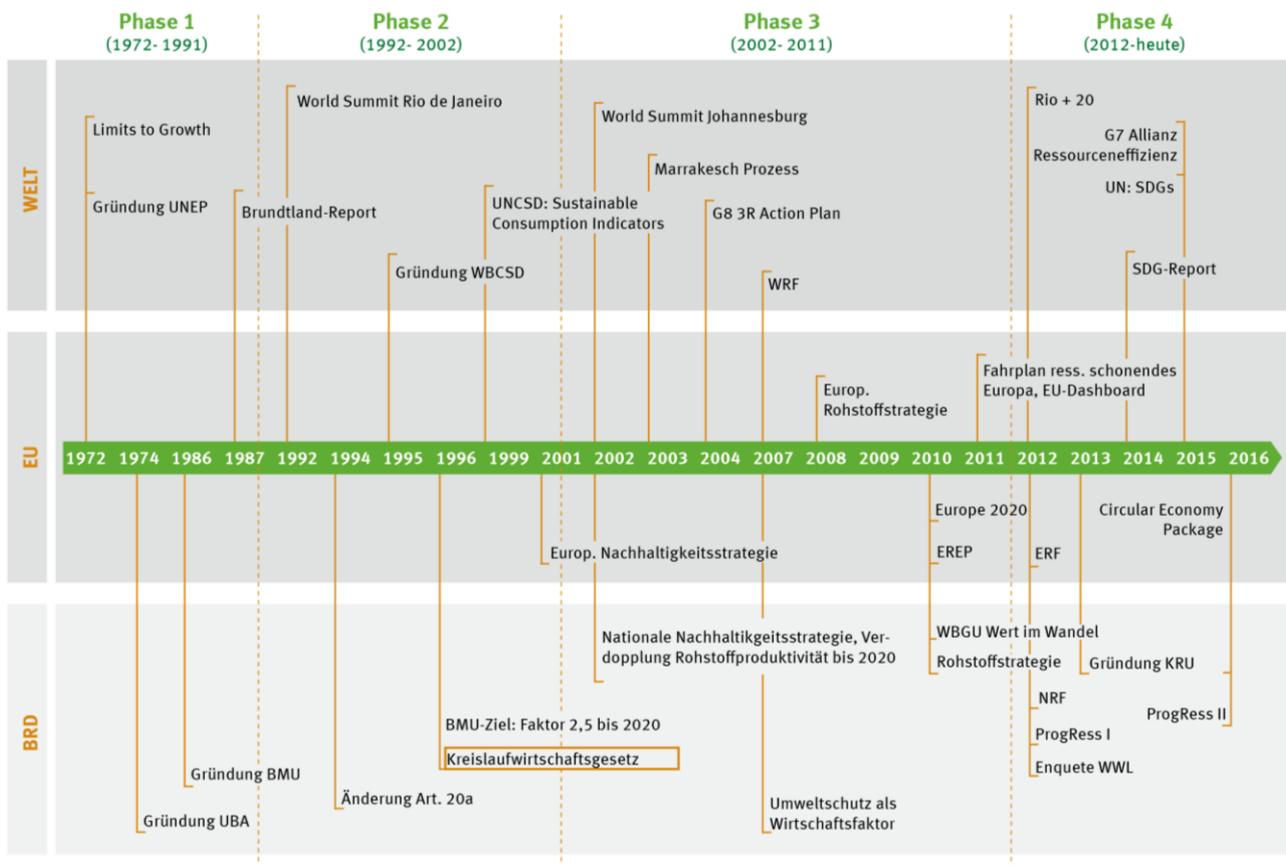 Phase 1
(1972- 1991)
Phase 2
(1992- 2002)
Phase 3
(2002- 2011)
Phase 4
(2012-heute)
WELT
Limits to Growth
Gründung UNEP
Brundtland-Report
World Summit Rio de Janeiro
Gründung WBCSD
UNCSD: Sustainable
Consumption Indicators
World Summit Johannesburg
Marrakesch Prozess
G8 3R Action Plan
WRF
Rio + 20
G7 Allianz
Ressourceneffizienz
UN: SDGs
SDG-Report
EU
Europ.
Rohstoffstrategie
Fahrplan ress. schonendes
Europa, EU-Dashboard
1972 1974 1986 1987 1992 1994 1995 1996 1999 2001 2002 2003 2004 2007 2008 2009 2010 2011 2012 2013 2014 2015 2016
Europ. Nachhaltigkeitsstrategie
Europe 2020
EREP
ERF
Circular Economy
Package
BRD
Nationale Nachhaltikgeitsstrategie, Ver-
dopplung Rohstoffproduktivität bis 2020
WBGU Wert im Wandel
Rohstoffstrategie
Gründung KRU
NRF
ProgRess II
ProgRess I
Enquete WWL
BMU-Ziel: Faktor 2,5 bis 2020
Kreislaufwirtschaftsgesetz
Gründung BMU
Änderung Art. 20a
Gründung UBA
Umweltschutz als
Wirtschaftsfaktor